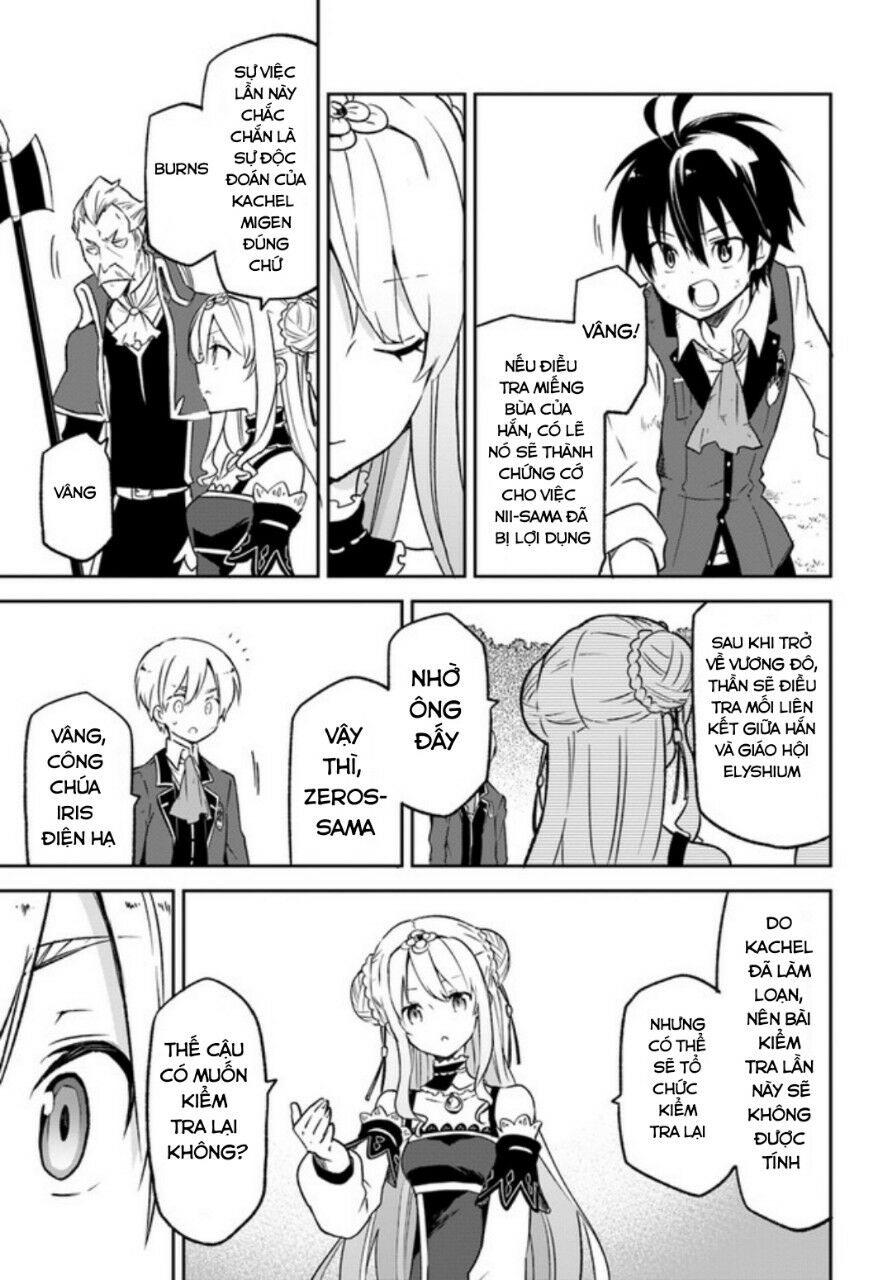 VÂNG!
NẾU ĐIỀU
TRA MIẾNG
BÙA CỦA
HẮN, CÓ LẼ
NÓ SẼ THÀNH
CHỨNG CỚ
CHO VIỆC
NII-SAMA ĐÃ
BỊ LỢI DỤNG
SỰ VIỆC
LẦN NÀY
CHẮC
CHẮN LÀ
SỰ ĐỘC
ĐOÁN CỦA
KACHEL
MIGEN
ĐÚNG
CHỨ
BURNS
VÂNG
SAU KHI TRỞ
VỀ VƯƠNG ĐÔ,
THẦN SẼ ĐIỀU
TRA MỐI LIÊN
KẾT GIỮA HẮN
VÀ GIÁO HỘI
ELYSHIUM
NHỜ
ÔNG
ĐẤY
VẬY
THÌ,
ZEROS-
SAMA
VÂNG,
CÔNG
CHÚA
IRIS
ĐIỆN HẠ
DO
KACHEL
ĐÃ LÀM
LOẠN,
NÊN BÀI
KIỂM
TRA LẦN
NÀY SẼ
KHÔNG
ĐƯỢC
TÍNH
NHƯNG
CÓ THỂ
SẼ TỔ
CHỨC
KIỂM
TRA LẠI
THẾ CẬU
CÓ MUỐN
KIỂM
TRA LẠI
KHÔNG?